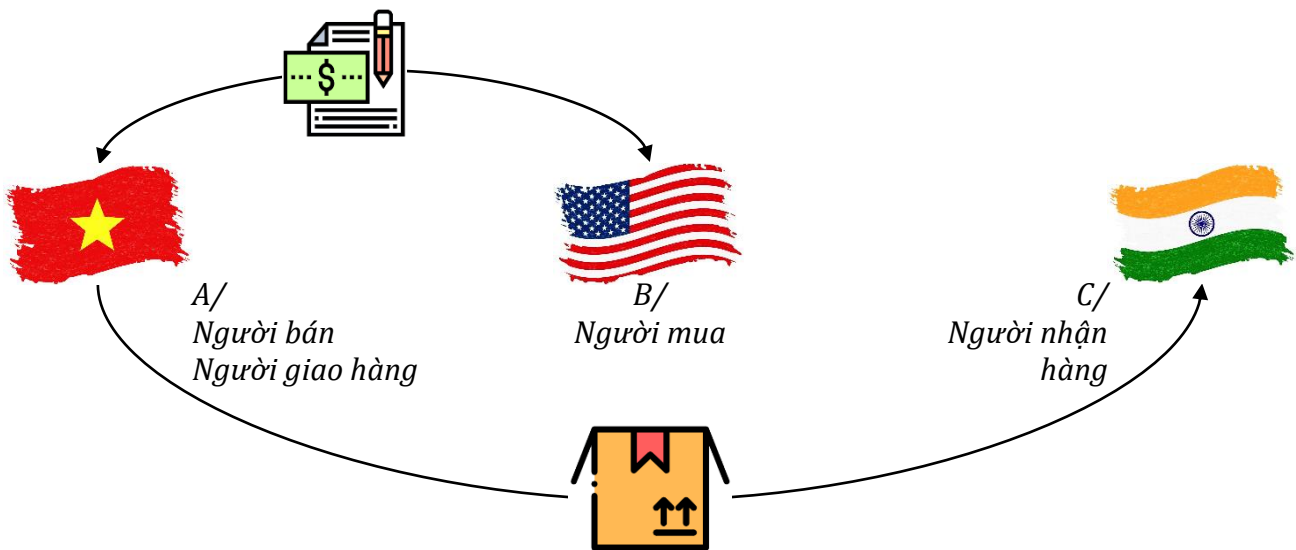 $
A/
Người bán
Người giao hàng
B/
Người mua
C/
Người nhận
hàng